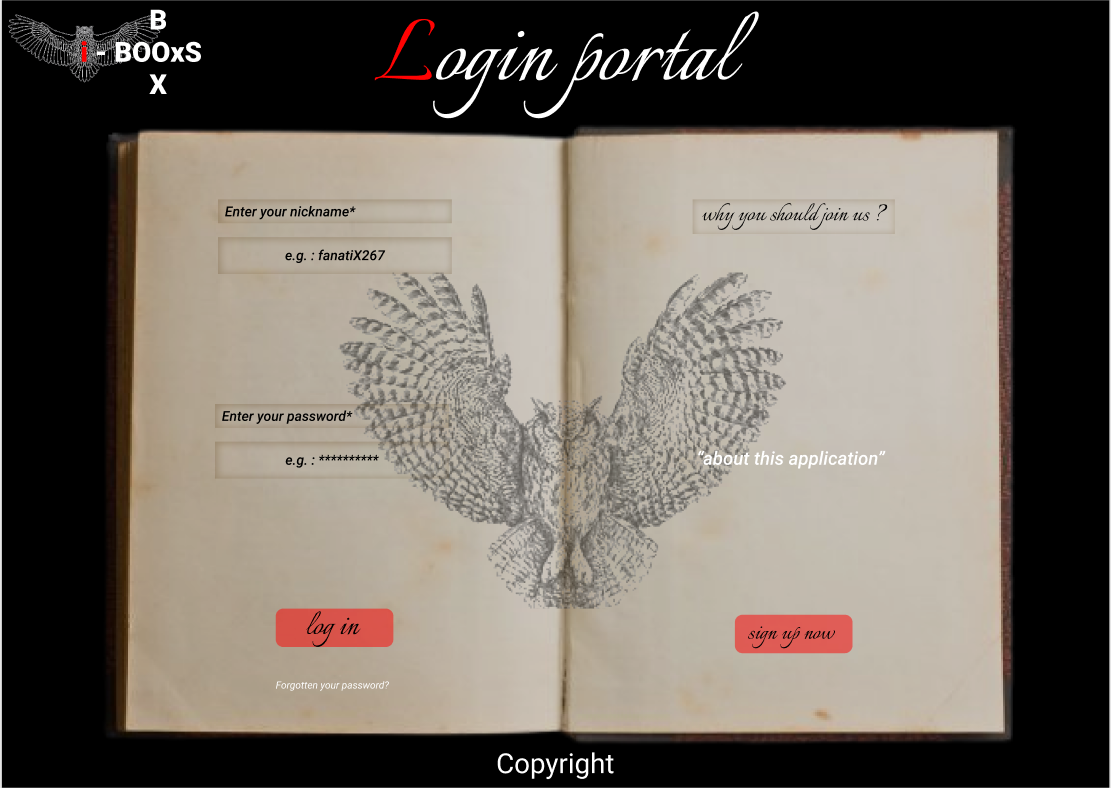 B
i - BOOxS
X
Login portal
Enter your nickname*
e.g. : fanatiX267
Enter your password*
e.g. : **********
log in
Forgotten your password?
why you should join us ?
“about this application”
sign up now
Copyright